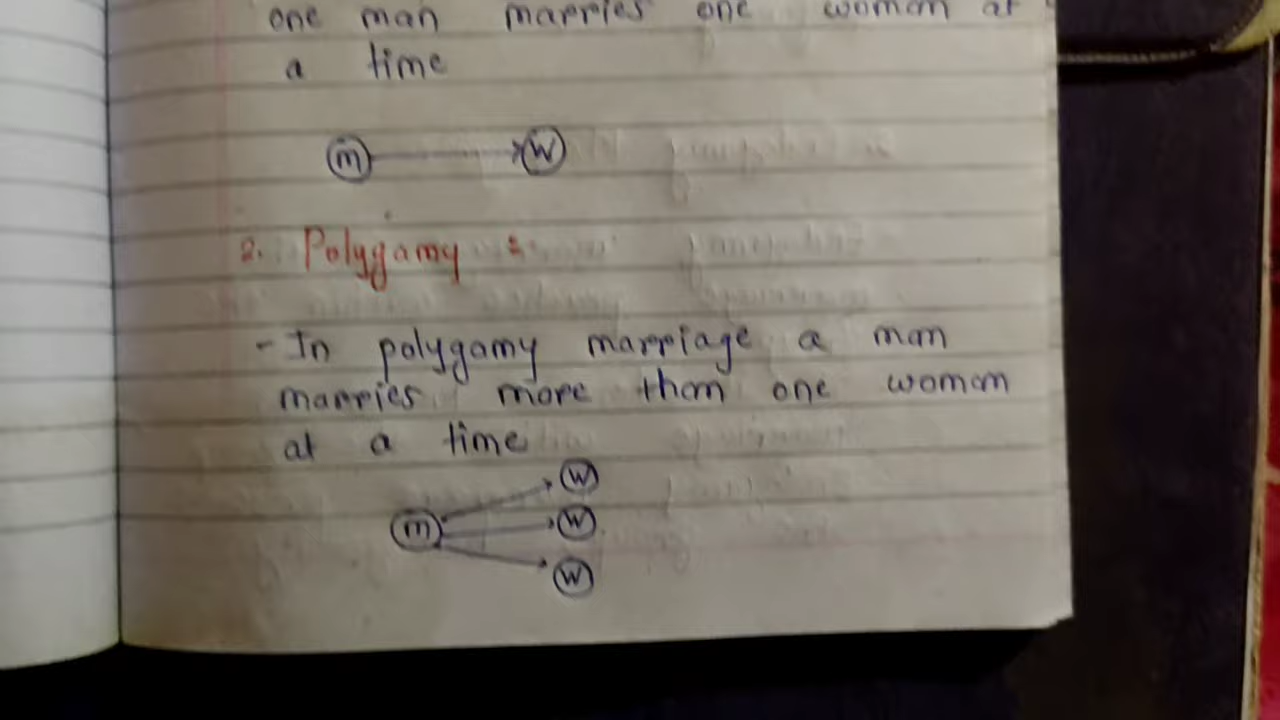 one man marries one woman at
a time
m W
2. Polygamy :
- In polygamy marriage a man
marries more than one woman
at a time
W
m W
W